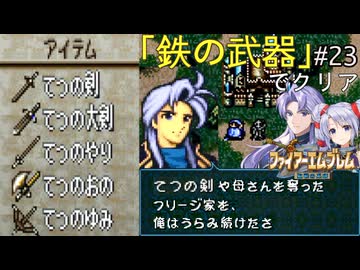 アイテム
てつの剣
てつの大剣
てつのやり
てつのおの
てつのゆみ
「鉄の武器」#23
でクリア
ファイアーエムブレム
てつの剣や母さんを奪った
フリージ家を、
俺はうらみ続けたさ